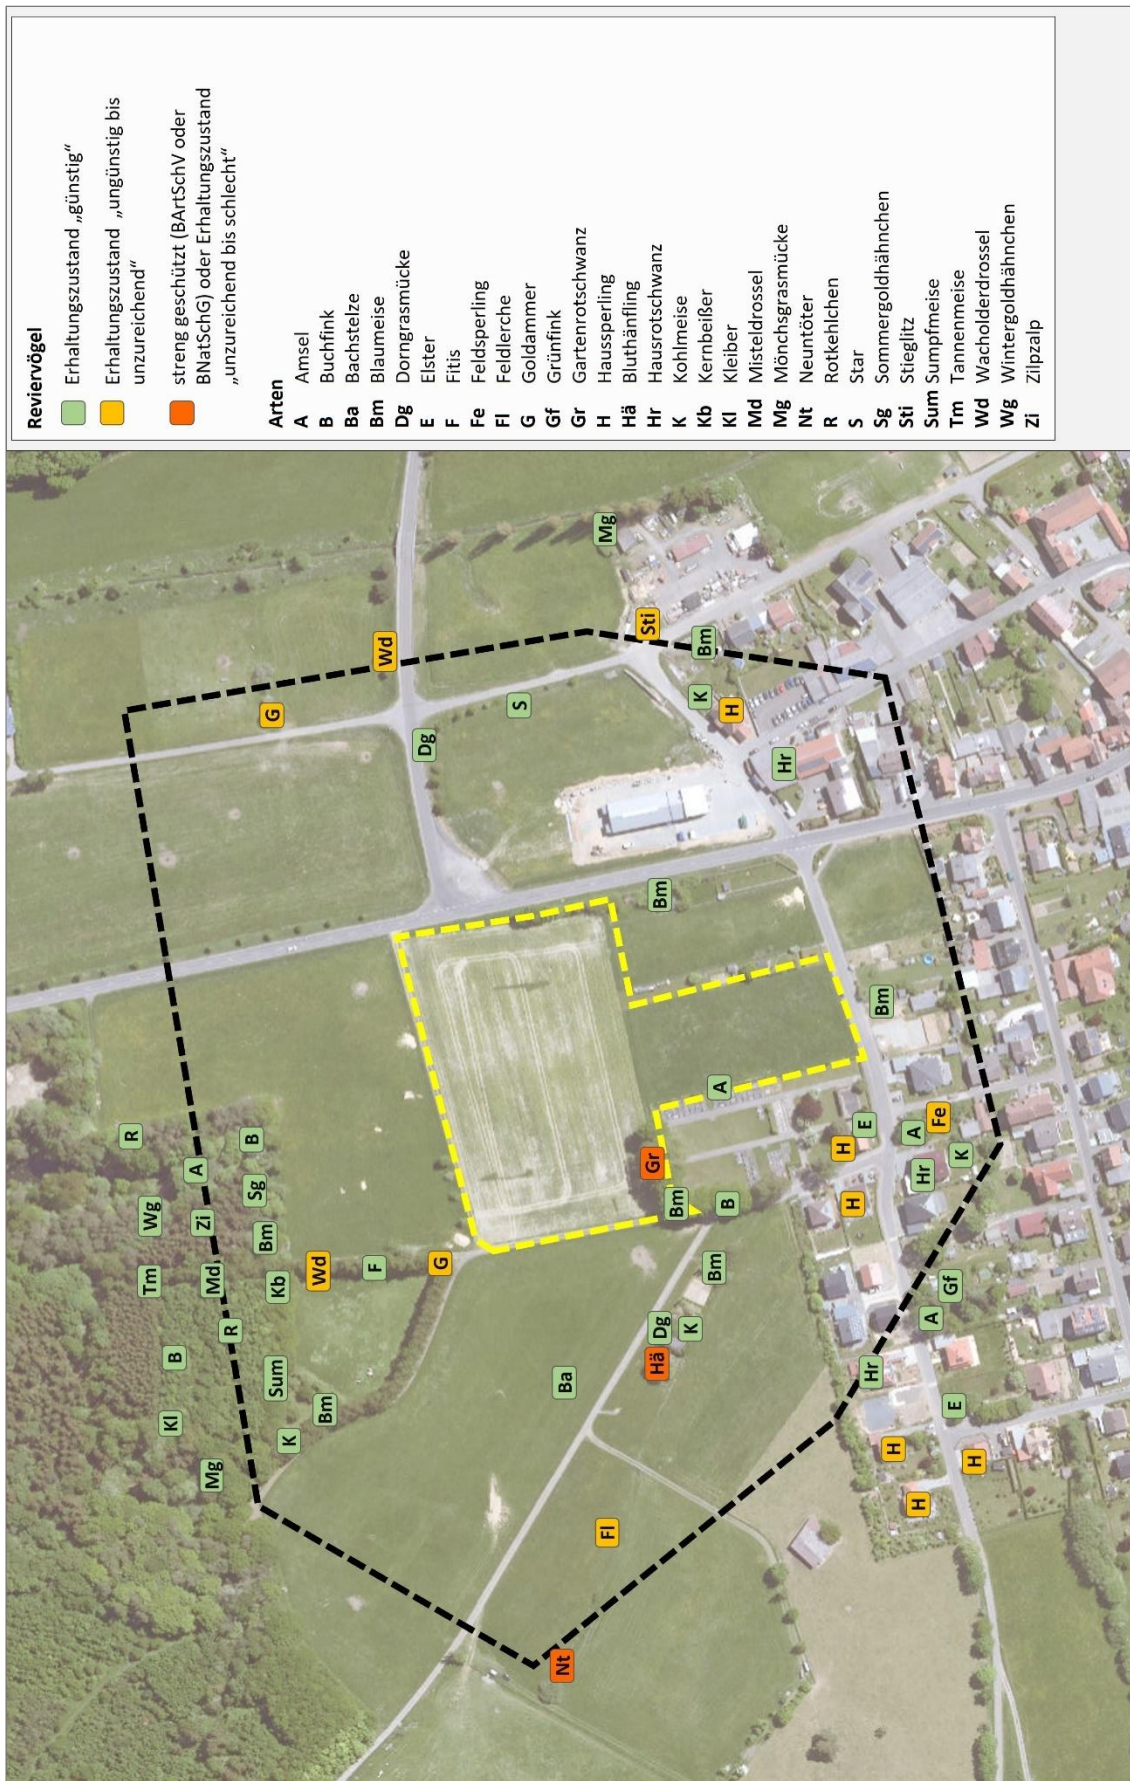 Reviervögel
Erhaltungszustand „günstig“
Erhaltungszustand „ungünstig bis
unzureichend“
streng geschützt (BArtSchV oder
BNatSchG) oder Erhaltungszustand
„unzureichend bis schlecht“
Arten
A Amsel
B Buchfink
Ba Bachstelze
Bm Blaumeise
Dg Dorngrasmücke
E Elster
F Fitis
Fe Feldsperling
Fl Feldlerche
G Goldammer
Gf Grünfink
Gr Gartenrotschwanz
H Haussperling
Hä Bluthänfling
Hr Hausrotschwanz
K Kohlmeise
Kb Kernbeißer
Kl Kleiber
Md Misteldrossel
Mg Mönchsgrasmücke
Nt Neuntöter
R Rotkehlchen
S Star
Sg Sommergoldhähnchen
Sti Stieglitz
Sum Sumpfmeise
Tm Tannenmeise
Wd Wacholderdrossel
Wg Wintergoldhähnchen
Zi Zilpzalp
R
Wg
Tm
Kl
B
A
Zi
Mg
Md
R
B
Sg
Bm
G
Sum
Kb
K
Wd
Bm
F
Wd
Dg
G
S
Nt
Ba
Mg
Fl
Sti
Gr
Hä
Dg
Bm
Bm
K
K
Bm
Bm
A
B
H
Hr
H
H
E
Hr
Bm
H
A
H
Hr
A
Fe
Gf
E
K
H